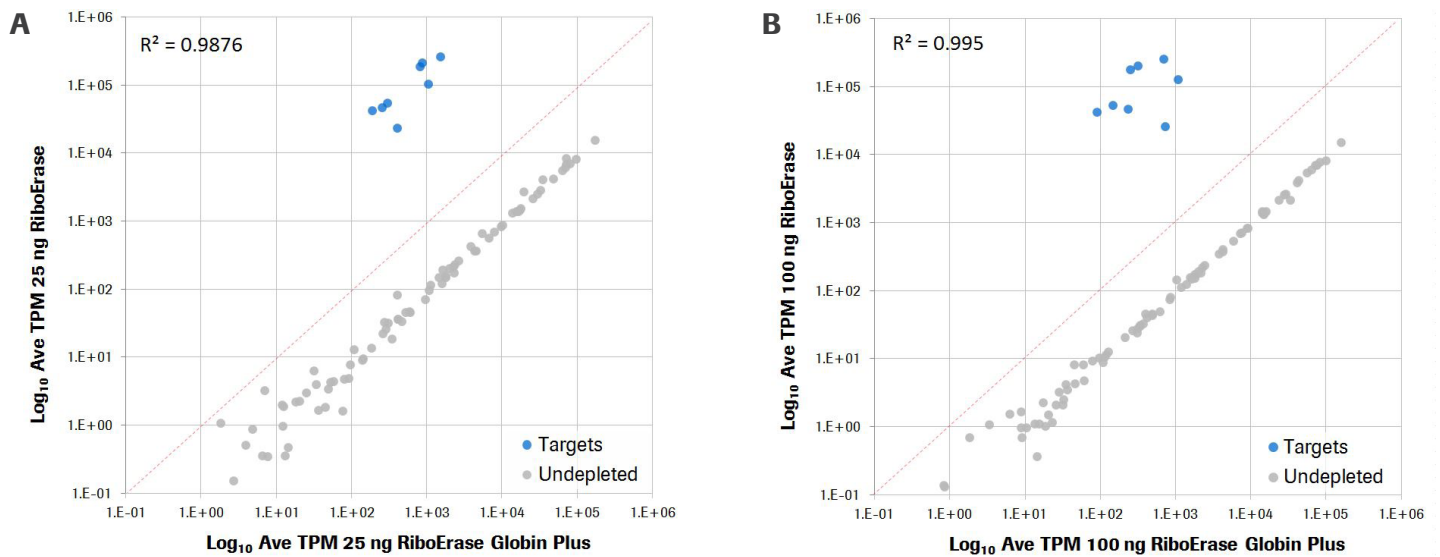 A
R² = 0.9876
1.E+06
1.E+05
1.E+04
1.E+03
1.E+02
1.E+01
1.E+00
1.E−01
Log₁₀ Ave TPM 25 ng RiboErase
Targets
Undepleted
1.E−01 1.E+00 1.E+01 1.E+02 1.E+03 1.E+04 1.E+05 1.E+06
Log₁₀ Ave TPM 25 ng RiboErase Globin Plus
B
R² = 0.995
1.E+06
1.E+05
1.E+04
1.E+03
1.E+02
1.E+01
1.E+00
1.E−01
Log₁₀ Ave TPM 100 ng RiboErase
Targets
Undepleted
1.E−01 1.E+00 1.E+01 1.E+02 1.E+03 1.E+04 1.E+05 1.E+06
Log₁₀ Ave TPM 100 ng RiboErase Globin Plus